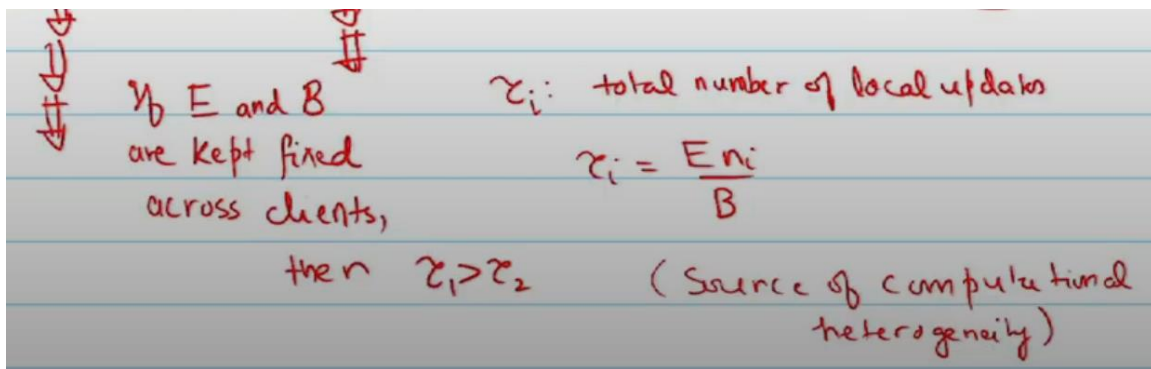 If E and B
are kept fixed
across clients,
then τ₁>τ₂
τᵢ: total number of local updates
τᵢ = E nᵢ / B
(Source of computational
heterogeneity)